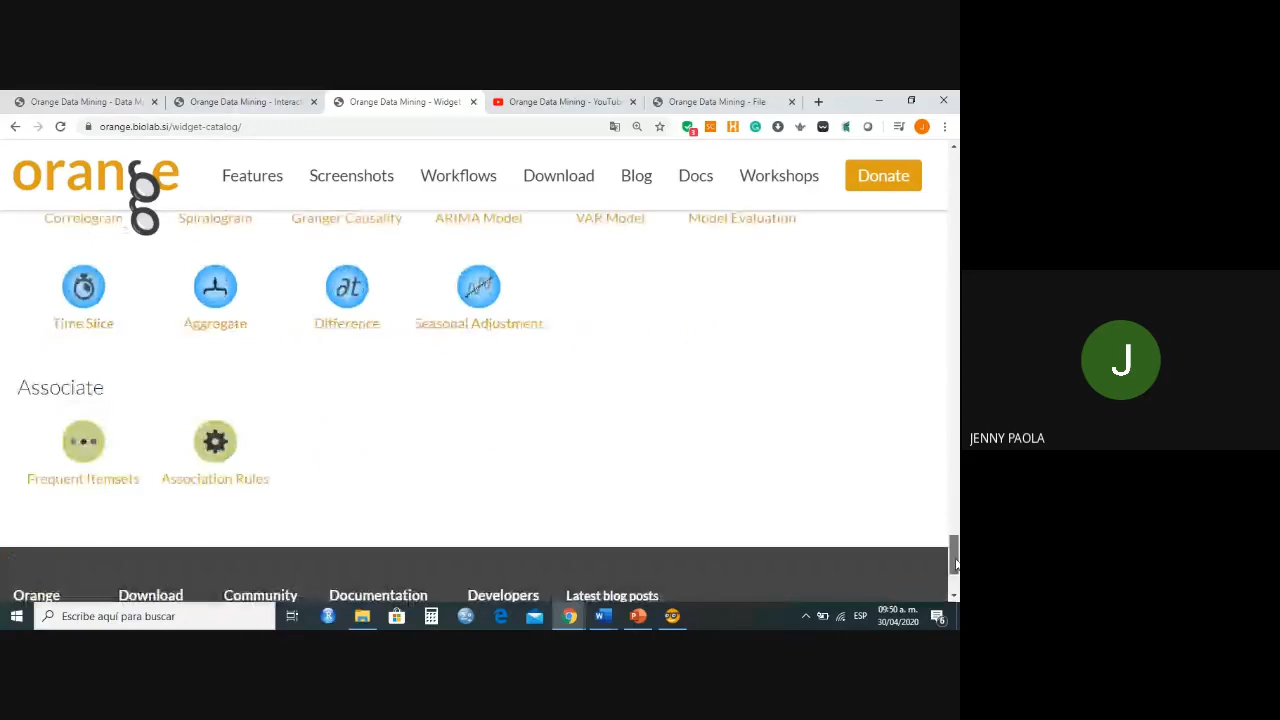 Orange Data Mining - Data M
Orange Data Mining - Interac
Orange Data Mining - Widget
Orange Data Mining - YouTub
Orange Data Mining - File
orange.biolab.si/widget-catalog/
orange
Features
Screenshots
Workflows
Download
Blog
Docs
Workshops
Donate
Correlogram
Spiralogram
Granger Causality
ARIMA Model
VAR Model
Model Evaluation
Time Slice
Aggregate
∂t
Difference
Seasonal Adjustment
Associate
Frequent Itemsets
Association Rules
Orange
Download
Community
Documentation
Developers
Latest blog posts
Escribe aquí para buscar
ESP
09:50 a. m.
30/04/2020
J
JENNY PAOLA